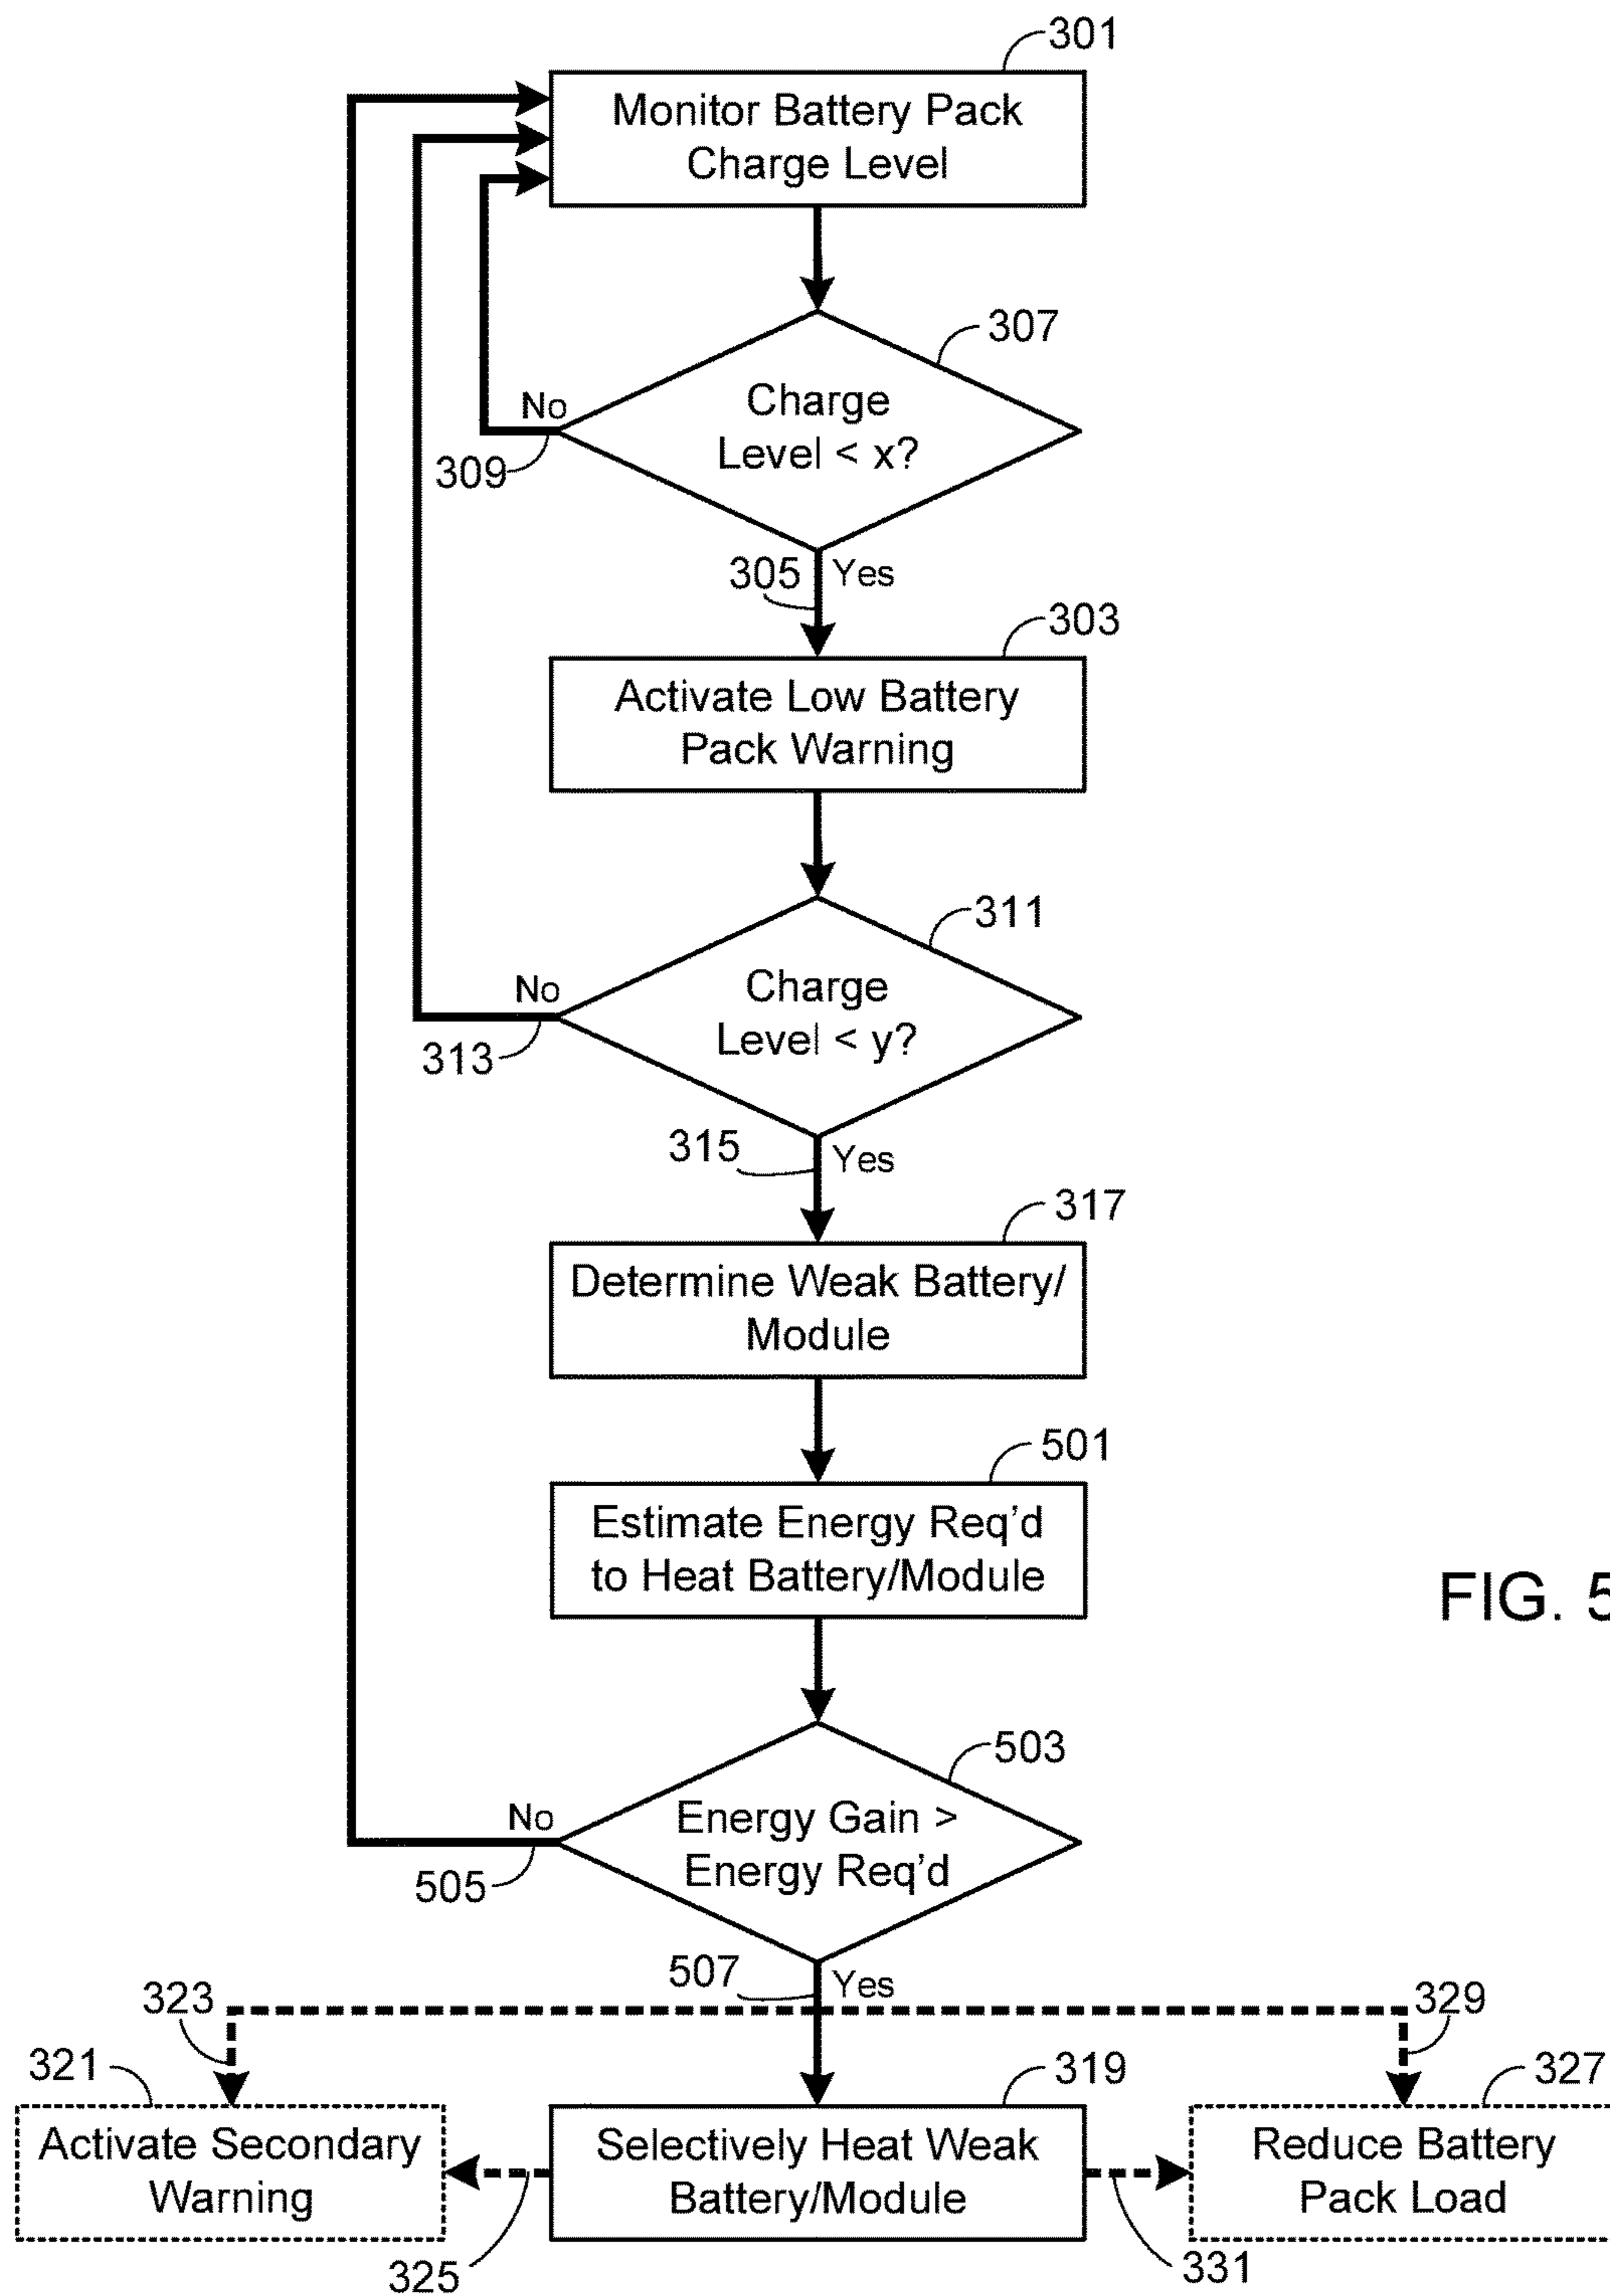 301
Monitor Battery Pack
Charge Level
307
Charge
Level < x?
No
309
305
Yes
303
Activate Low Battery
Pack Warning
311
Charge
Level < y?
No
313
315
Yes
317
Determine Weak Battery/
Module
501
Estimate Energy Req'd
to Heat Battery/Module
FIG. 5
503
Energy Gain >
Energy Req'd
No
505
507
Yes
323
329
321
319
327
Activate Secondary
Warning
Selectively Heat Weak
Battery/Module
Reduce Battery
Pack Load
325
331